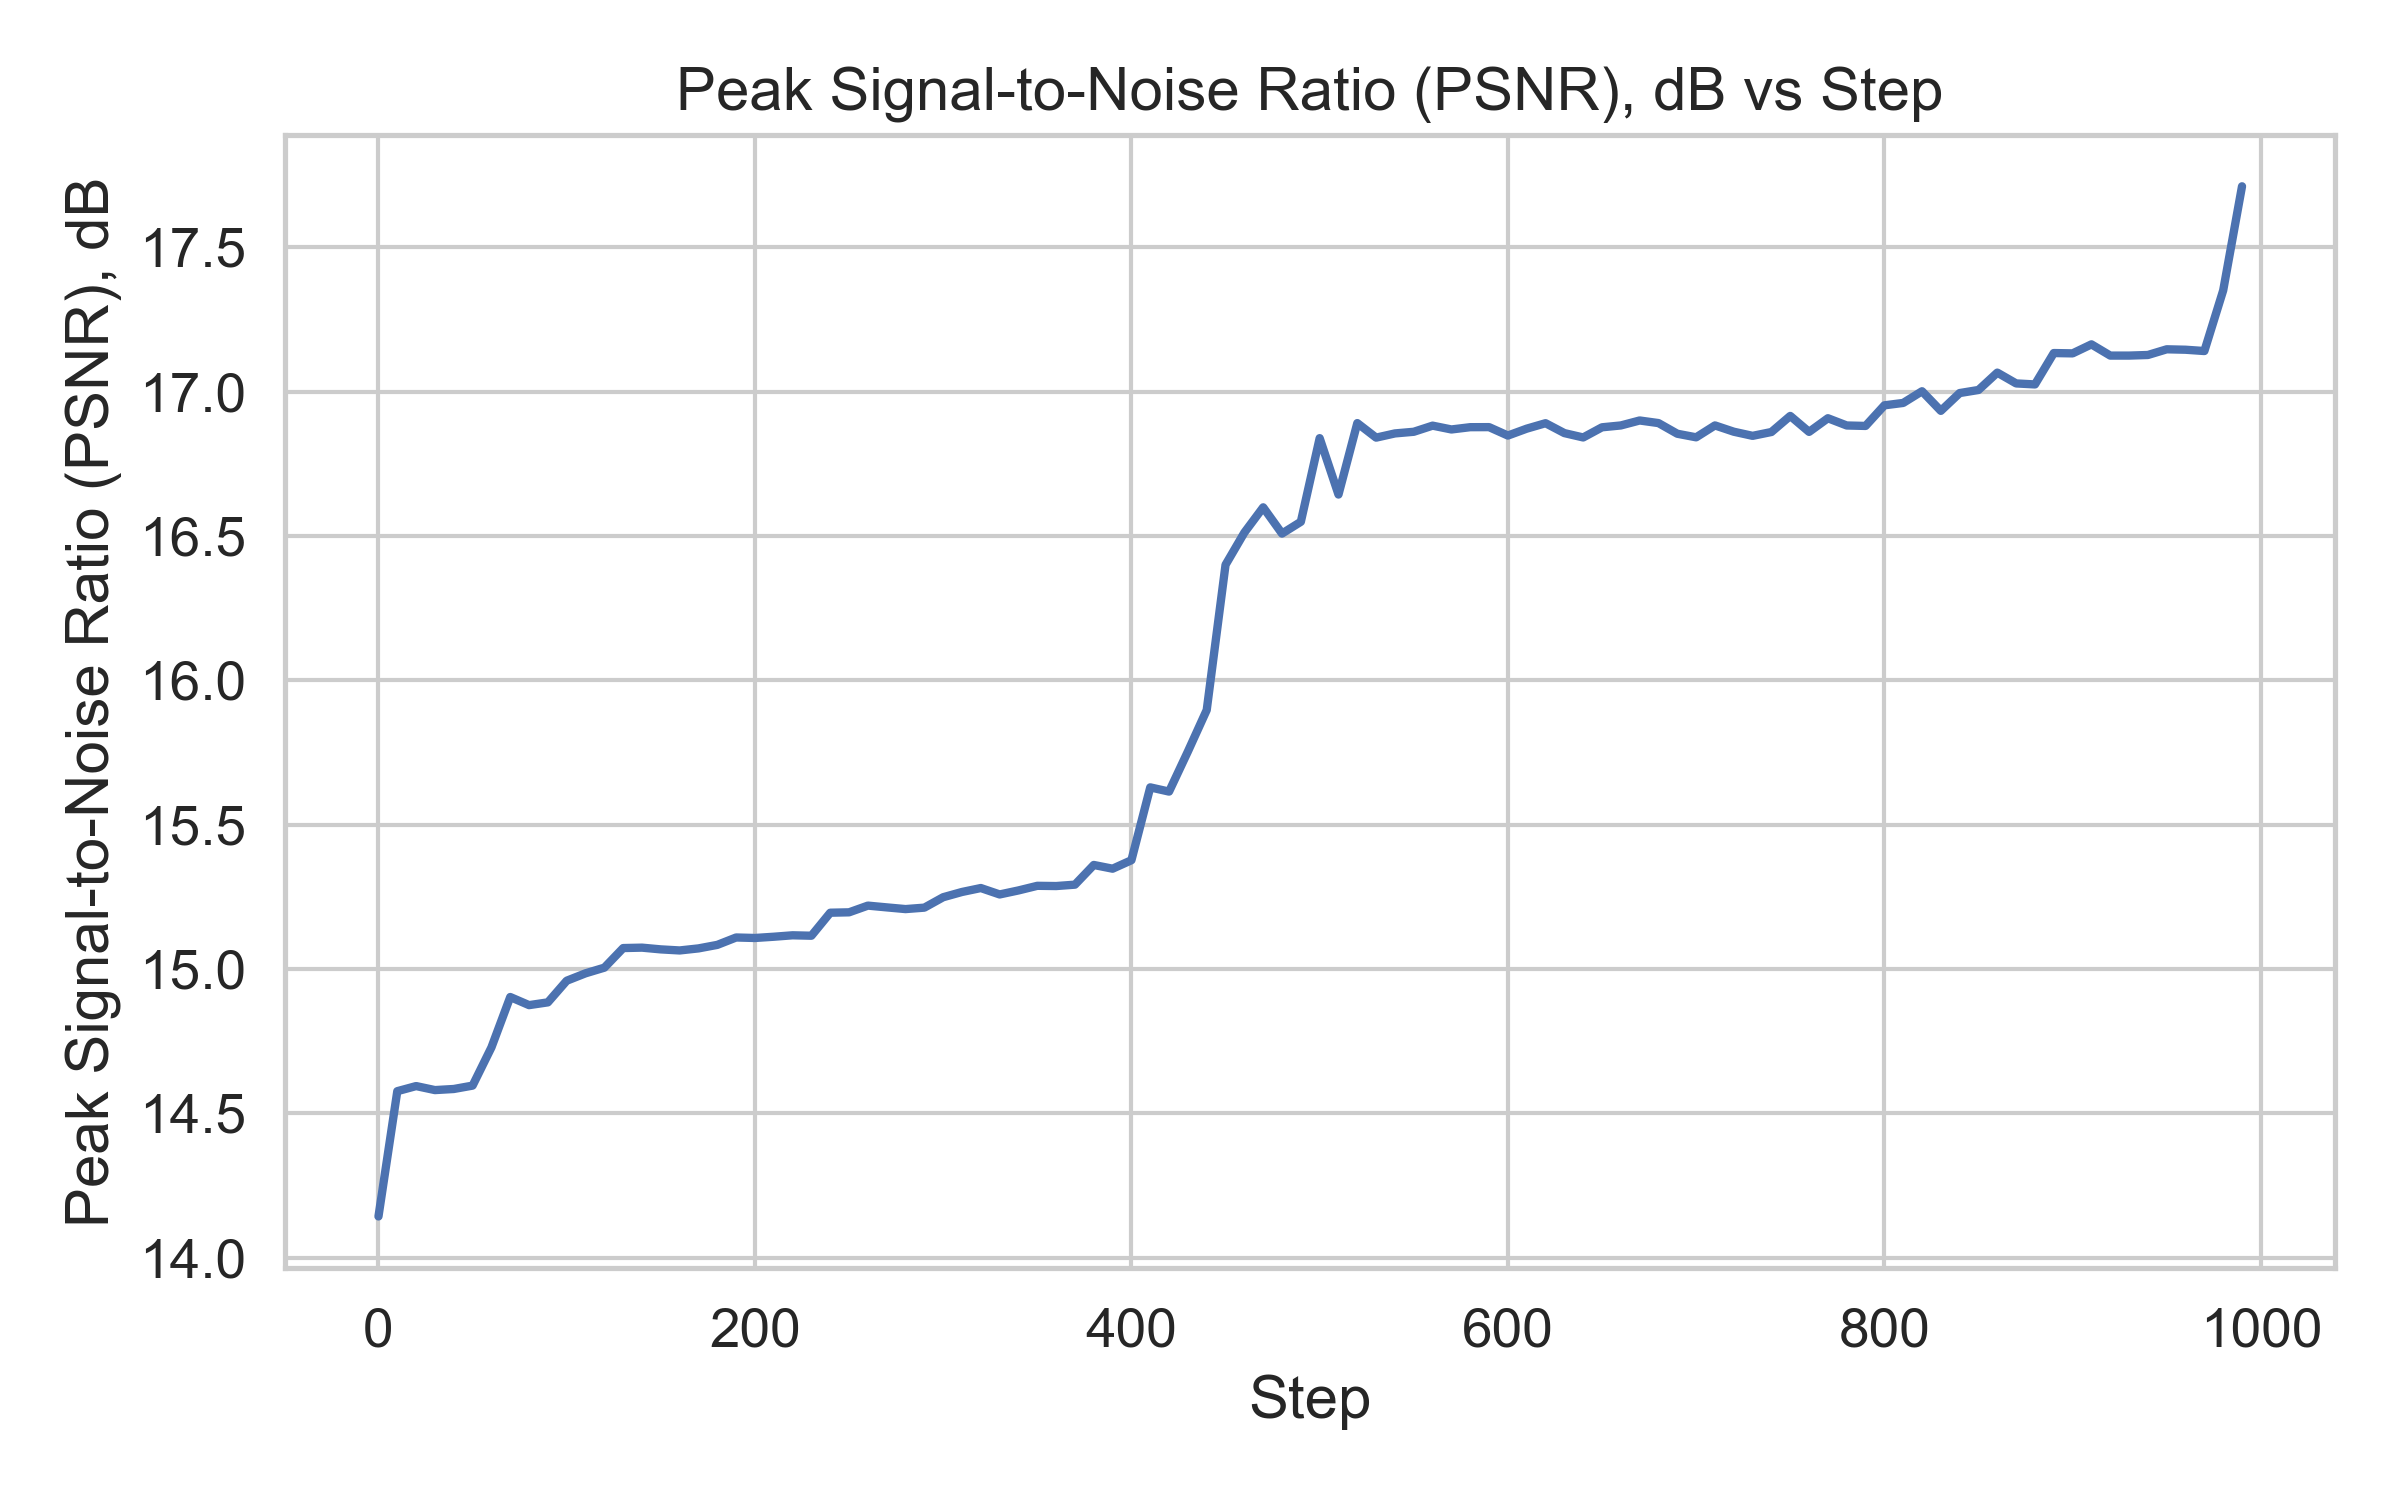 Peak Signal-to-Noise Ratio (PSNR), dB vs Step
Peak Signal-to-Noise Ratio (PSNR), dB
17.5
17.0
16.5
16.0
15.5
15.0
14.5
14.0
0 200 400 600 800 1000
Step